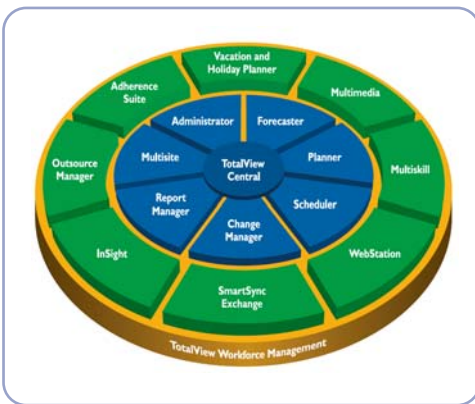 Vacation and
Holiday Planner
Adherence
Suite
Multimedia
Administrator
Forecaster
Outsource
Manager
Multisite
TotalView
Central
Planner
Multiskill
Report
Manager
Scheduler
Change
Manager
InSight
WebStation
SmartSync
Exchange
TotalView Workforce Management